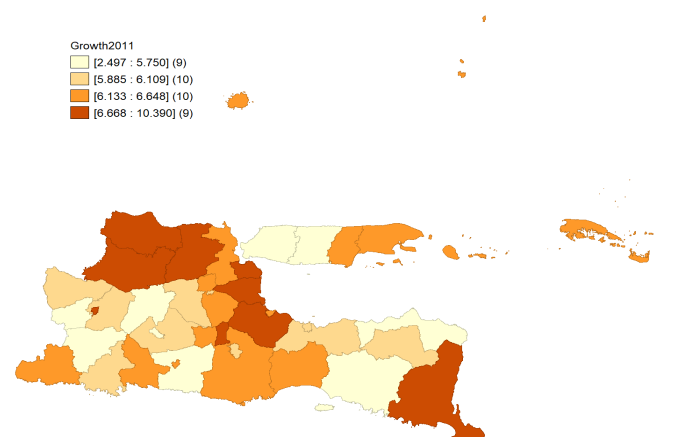 Growth2011
[2.497 : 5.750] (9)
[5.885 : 6.109] (10)
[6.133 : 6.648] (10)
[6.668 : 10.390] (9)